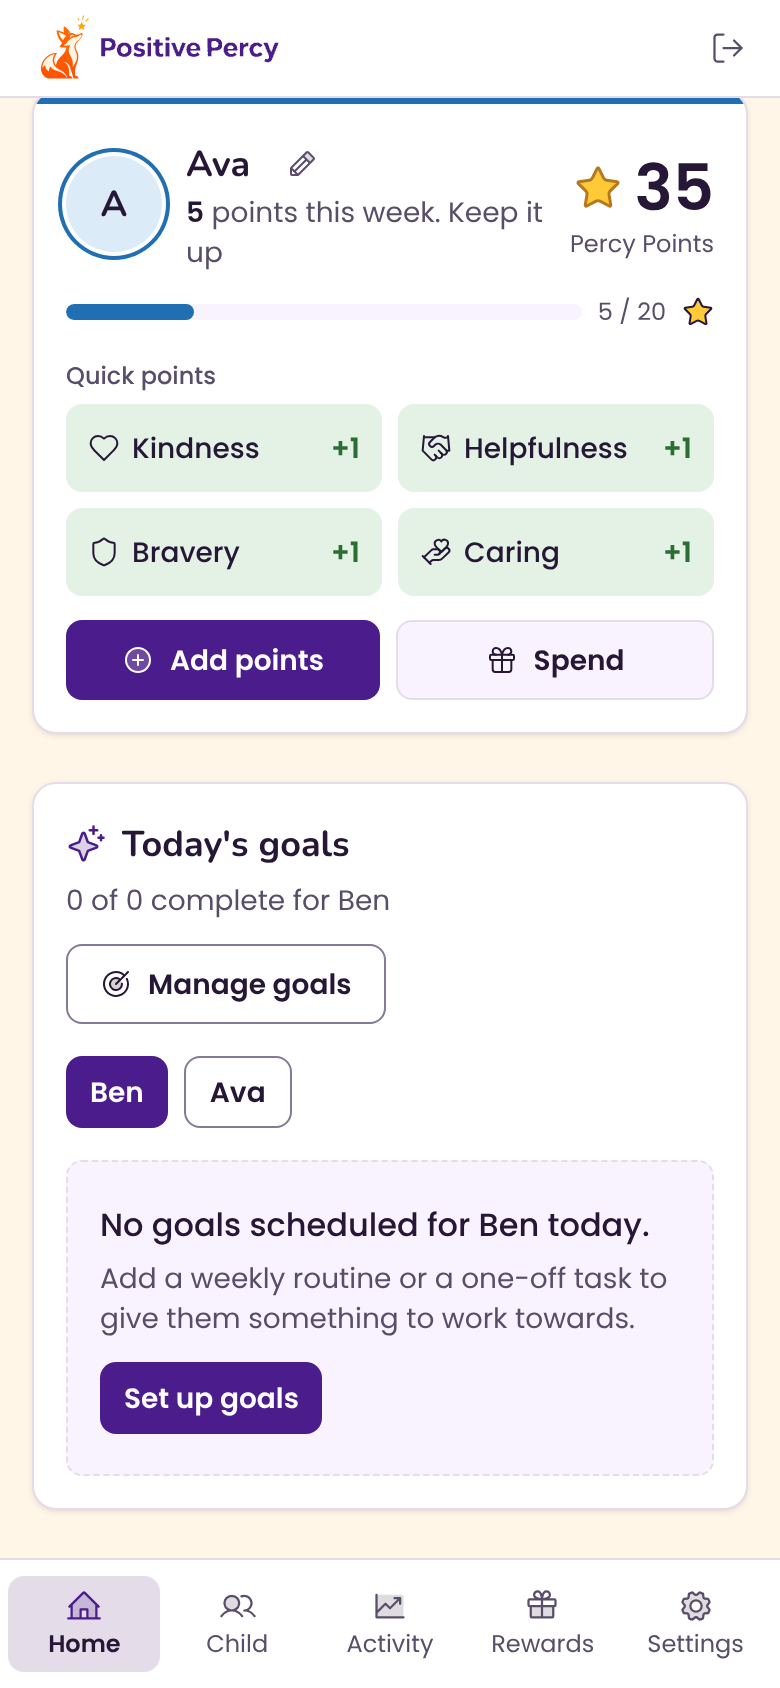 Positive Percy
A
Ava
5 points this week. Keep it
up
35
Percy Points
5 / 20
Quick points
Kindness +1
Helpfulness +1
Bravery +1
Caring +1
Add points
Spend
Today's goals
0 of 0 complete for Ben
Manage goals
Ben
Ava
No goals scheduled for Ben today.
Add a weekly routine or a one-off task to
give them something to work towards.
Set up goals
Home
Child
Activity
Rewards
Settings